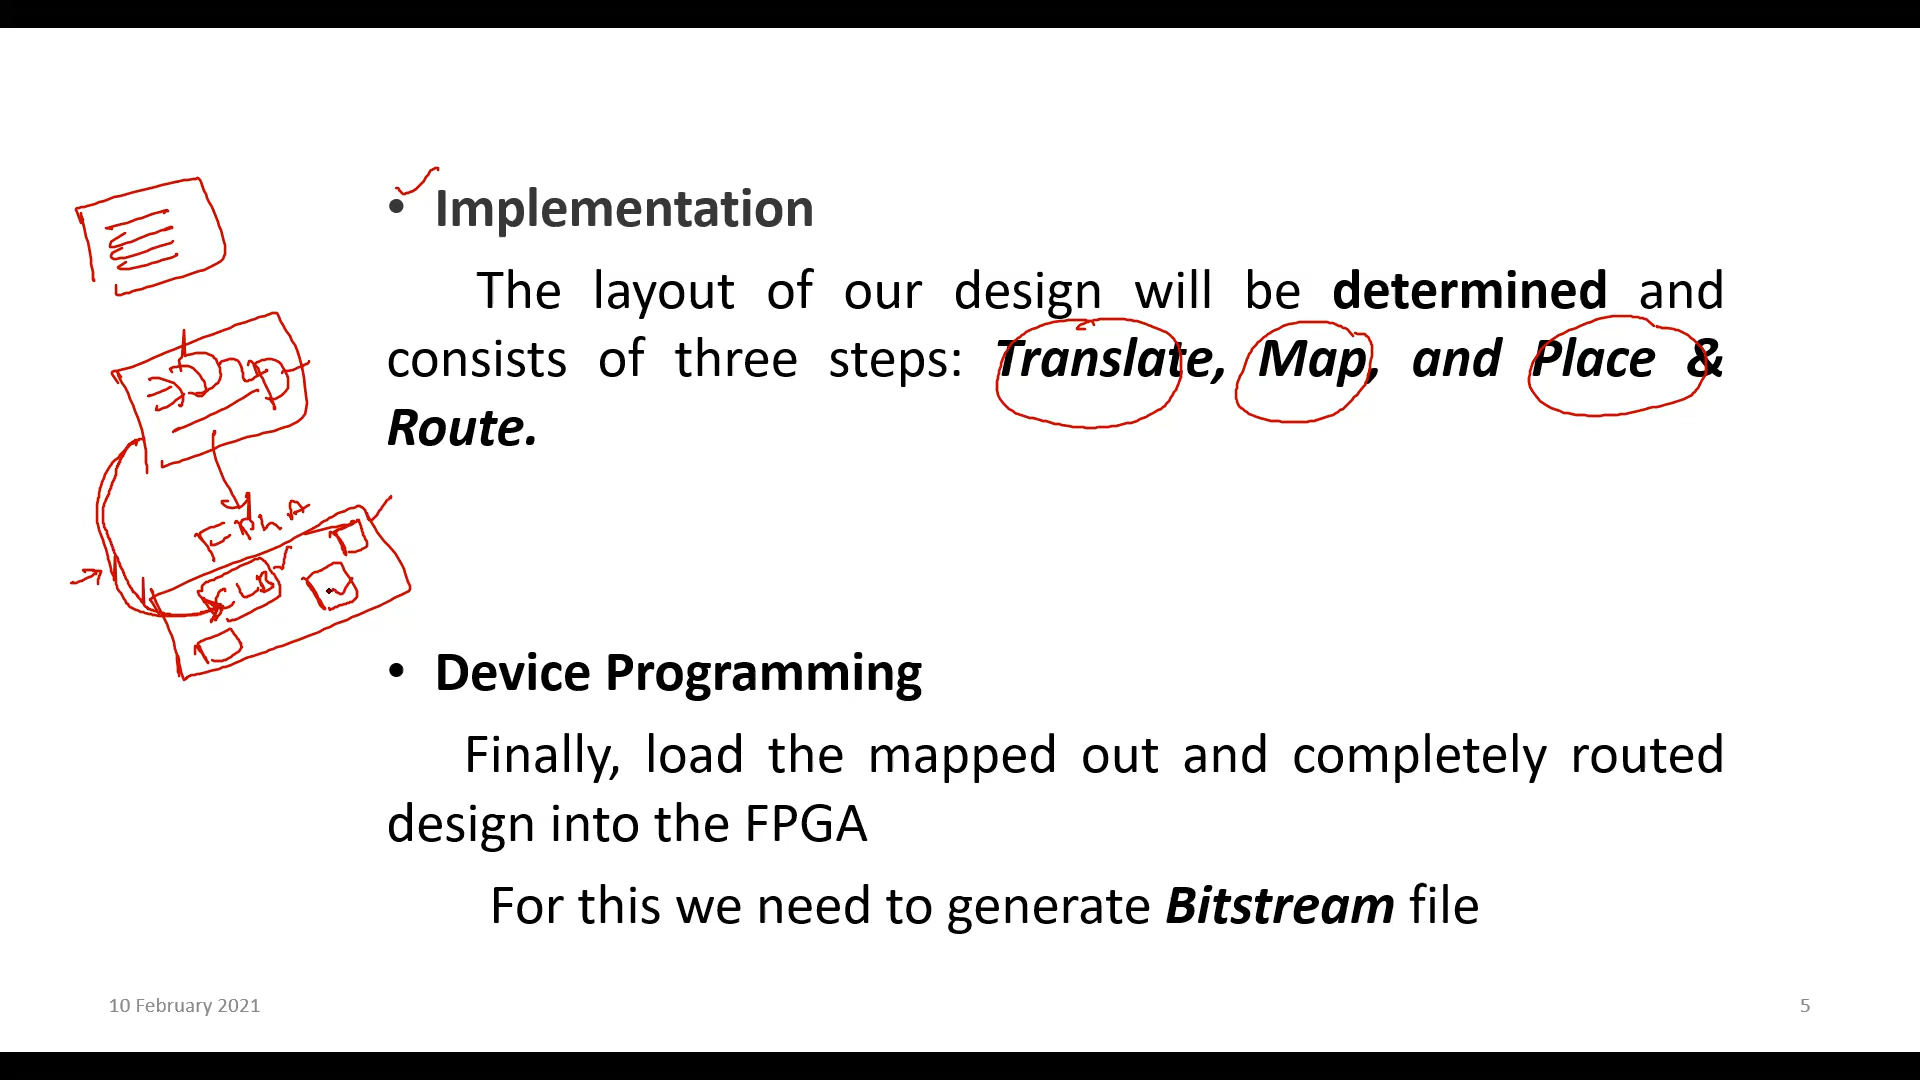 • Implementation
The layout of our design will be determined and
consists of three steps: Translate, Map, and Place &
Route.
FPGA
CLB
• Device Programming
Finally, load the mapped out and completely routed
design into the FPGA
For this we need to generate Bitstream file
10 February 2021
5